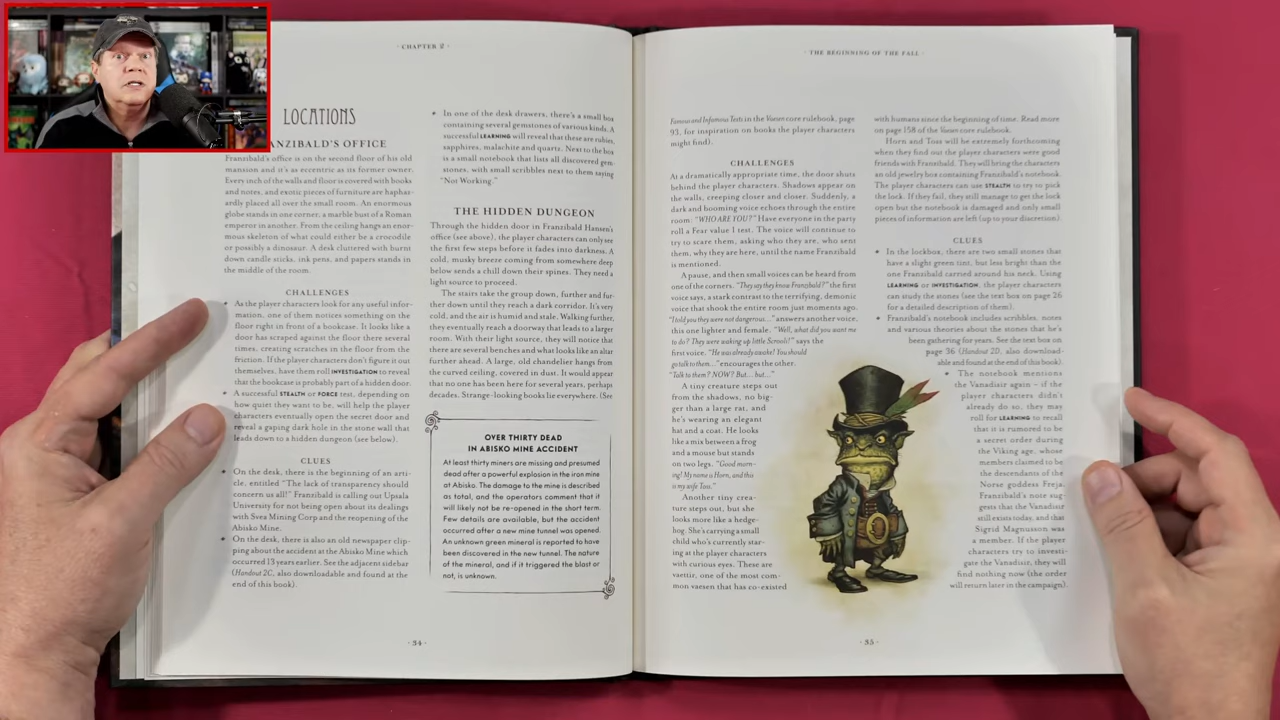 · CHAPTER 2 ·
LOCATIONS
ANZIBALD'S OFFICE
Franzibald's office is on the second floor of his old
mansion and it's as eccentric as its former owner.
Every inch of the walls and floor is covered with books
and notes, and exotic pieces of furniture are haphas-
ardly placed all over the small room. An enormous
globe stands in one corner, a marble bust of a Roman
emperor in another. From the ceiling hangs an enor-
mous skeleton of what could either be a crocodile
or possibly a dinosaur. A desk cluttered with burnt
down candle sticks, ink pens, and papers stands in
the middle of the room.
CHALLENGES
As the player characters look for any useful infor-
mation, one of them notices something on the
floor right in front of a bookcase. It looks like a
door has scraped against the floor there several
times, creating scratches in the floor from the
friction. If the player characters don't figure it out
themselves, have them roll INVESTIGATION to reveal
that the bookcase is probably part of a hidden door.
• A successful STEALTH or FORCE test, depending on
how quiet they want to be, will help the player
characters eventually open the secret door and
reveal a gaping dark hole in the stone wall that
leads down to a hidden dungeon (see below).
CLUES
• On the desk, there is the beginning of an arti-
cle, entitled "The lack of transparency should
concern us all!" Franzibald is calling out Upsala
University for not being open about its dealings
with Svea Mining Corp and the reopening of the
Abisko Mine.
• On the desk, there is also an old newspaper clip-
ping about the accident at the Abisko Mine which
occurred 13 years earlier. See the adjacent sidebar
(Handout 2C, also downloadable and found at the
end of this book).
• In one of the desk drawers, there's a small box
containing several gemstones of various kinds. A
successful LEARNING will reveal that these are rubies,
sapphires, malachite and quartz. Next to the box
is a small notebook that lists all discovered gem-
stones, with small scribbles next to them saying
"Not Working."
THE HIDDEN DUNGEON
Through the hidden door in Franzibald Hansen's
office (see above), the player characters can only see
the first few steps before it fades into darkness. A
cold, musky breeze coming from somewhere deep
below sends a chill down their spines. They need a
light source to proceed.
The stairs take the group down, further and fur-
ther down until they reach a dark corridor. It's very
cold, and the air is humid and stale. Walking further,
they eventually reach a doorway that leads to a larger
room. With their light source, they will notice that
there are several benches and what looks like an altar
further ahead. A large, old chandelier hangs from
the curved ceiling, covered in dust. It would appear
that no one has been here for several years, perhaps
decades. Strange-looking books lie everywhere. (See
OVER THIRTY DEAD
IN ABISKO MINE ACCIDENT
At least thirty miners are missing and presumed
dead after a powerful explosion in the iron mine
at Abisko. The damage to the mine is described
as total, and the operators comment that it
will likely not be re-opened in the short term.
Few details are available, but the accident
occurred after a new mine tunnel was opened.
An unknown green mineral is reported to have
been discovered in the new tunnel. The nature
of the mineral, and if it triggered the blast or
not, is unknown.
· 34 ·
· THE BEGINNING OF THE FALL ·
Famous and Infamous Texts in the Vaesen core rulebook, page
93, for inspiration on books the player characters
might find).
CHALLENGES
At a dramatically appropriate time, the door shuts
behind the player characters. Shadows appear on
the walls, creeping closer and closer. Suddenly, a
dark and booming voice echoes through the entire
room: "WHO ARE YOU?" Have everyone in the party
roll a Fear value 1 test. The voice will continue to
try to scare them, asking who they are, who sent
them, why they are here, until the name Franzibald
is mentioned.
A pause, and then small voices can be heard from
one of the corners. "They say they know Franzibald?" the first
voice says, a stark contrast to the terrifying, demonic
voice that shook the entire room just moments ago.
"I told you they were not dangerous..." answers another voice,
this one lighter and female. "Well, what did you want me
to do? They were waking up little Scrooli!" says the
first voice. "He was already awake! You should
go talk to them..." encourages the other.
"Talk to them? NOW? But... but..."
A tiny creature steps out
from the shadows, no big-
ger than a large rat, and
he's wearing an elegant
hat and a coat. He looks
like a mix between a frog
and a mouse but stands
on two legs. "Good morn-
ing! My name is Horn, and this
is my wife Toss."
Another tiny crea-
ture steps out, but she
looks more like a hedge-
hog. She's carrying a small
child who's currently star-
ing at the player characters
with curious eyes. These are
vaettir, one of the most com-
mon vaesen that has co-existed
with humans since the beginning of time. Read more
on page 158 of the Vaesen core rulebook.
Horn and Toss will be extremely forthcoming
when they find out the player characters were good
friends with Franzibald. They will bring the characters
an old jewelry box containing Franzibald's notebook.
The player characters can use STEALTH to try to pick
the lock. If they fail, they still manage to get the lock
open but the notebook is damaged and only small
pieces of information are left (up to your discretion).
CLUES
• In the lockbox, there are two small stones that
have a slight green tint, but less bright than the
one Franzibald carried around his neck. Using
LEARNING or INVESTIGATION, the player characters
can study the stones (see the text box on page 26
for a detailed description of them).
• Franzibald's notebook includes scribbles, notes
and various theories about the stones that he's
been gathering for years. See the text box on
page 36 (Handout 2D, also download-
able and found at the end of this book).
• The notebook mentions
the Vanadisir again – if the
player characters didn't
already do so, they may
roll for LEARNING to recall
that it is rumored to be
a secret order during
the Viking age, whose
members claimed to be
the descendants of the
Norse goddess Freja.
Franzibald's note sug-
gests that the Vanadisir
still exists today, and that
Sigrid Magnusson was
a member. If the player
characters try to investi-
gate the Vanadisir, they will
find nothing now (the order
will return later in the campaign).
· 35 ·